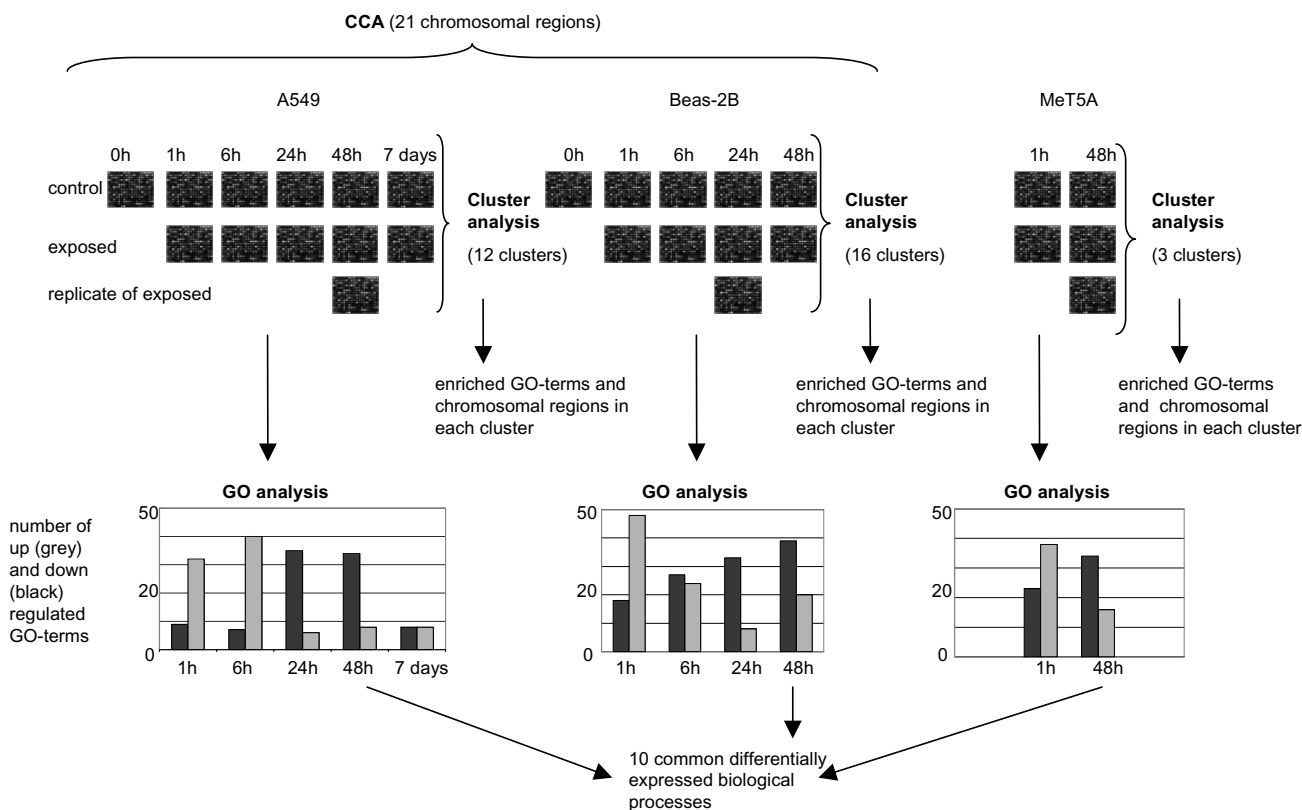 CCA (21 chromosomal regions)
A549
Beas-2B
MeT5A
0h 1h 6h 24h 48h 7 days
0h 1h 6h 24h 48h
1h 48h
control
exposed
replicate of exposed
Cluster
analysis
(12 clusters)
Cluster
analysis
(16 clusters)
Cluster
analysis
(3 clusters)
enriched GO-terms and
chromosomal regions in
each cluster
enriched GO-terms and
chromosomal regions in
each cluster
enriched GO-terms
and chromosomal
regions in each cluster
number of
up (grey)
and down
(black)
regulated
GO-terms
GO analysis
50
20
0
1h 6h 24h 48h 7 days
GO analysis
50
20
0
1h 6h 24h 48h
GO analysis
50
20
0
1h 48h
10 common differentially
expressed biological
processes